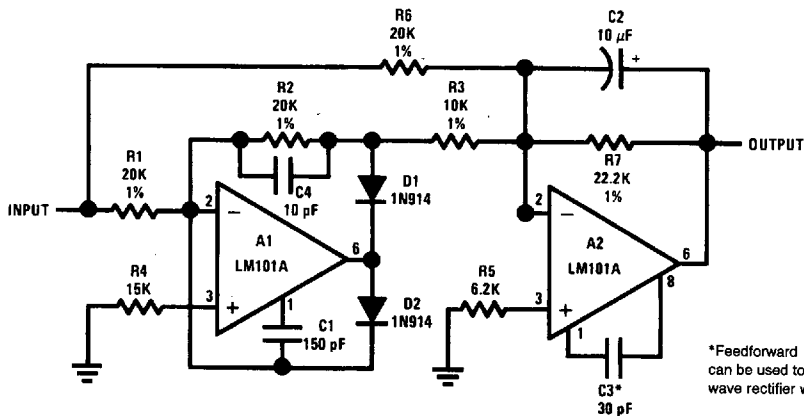 R6
20K
1%
C2
10 μF
+
R2
20K
1%
R3
10K
1%
R1
20K
1%
C4
10 pF
D1
1N914
R7
22.2K
1%
OUTPUT
INPUT
2
−
A1
LM101A
6
3
+
1
R4
15K
C1
150 pF
D2
1N914
2
−
A2
LM101A
6
8
R5
6.2K
3
+
1
C3*
30 pF
*Feedforward
can be used to
wave rectifier w